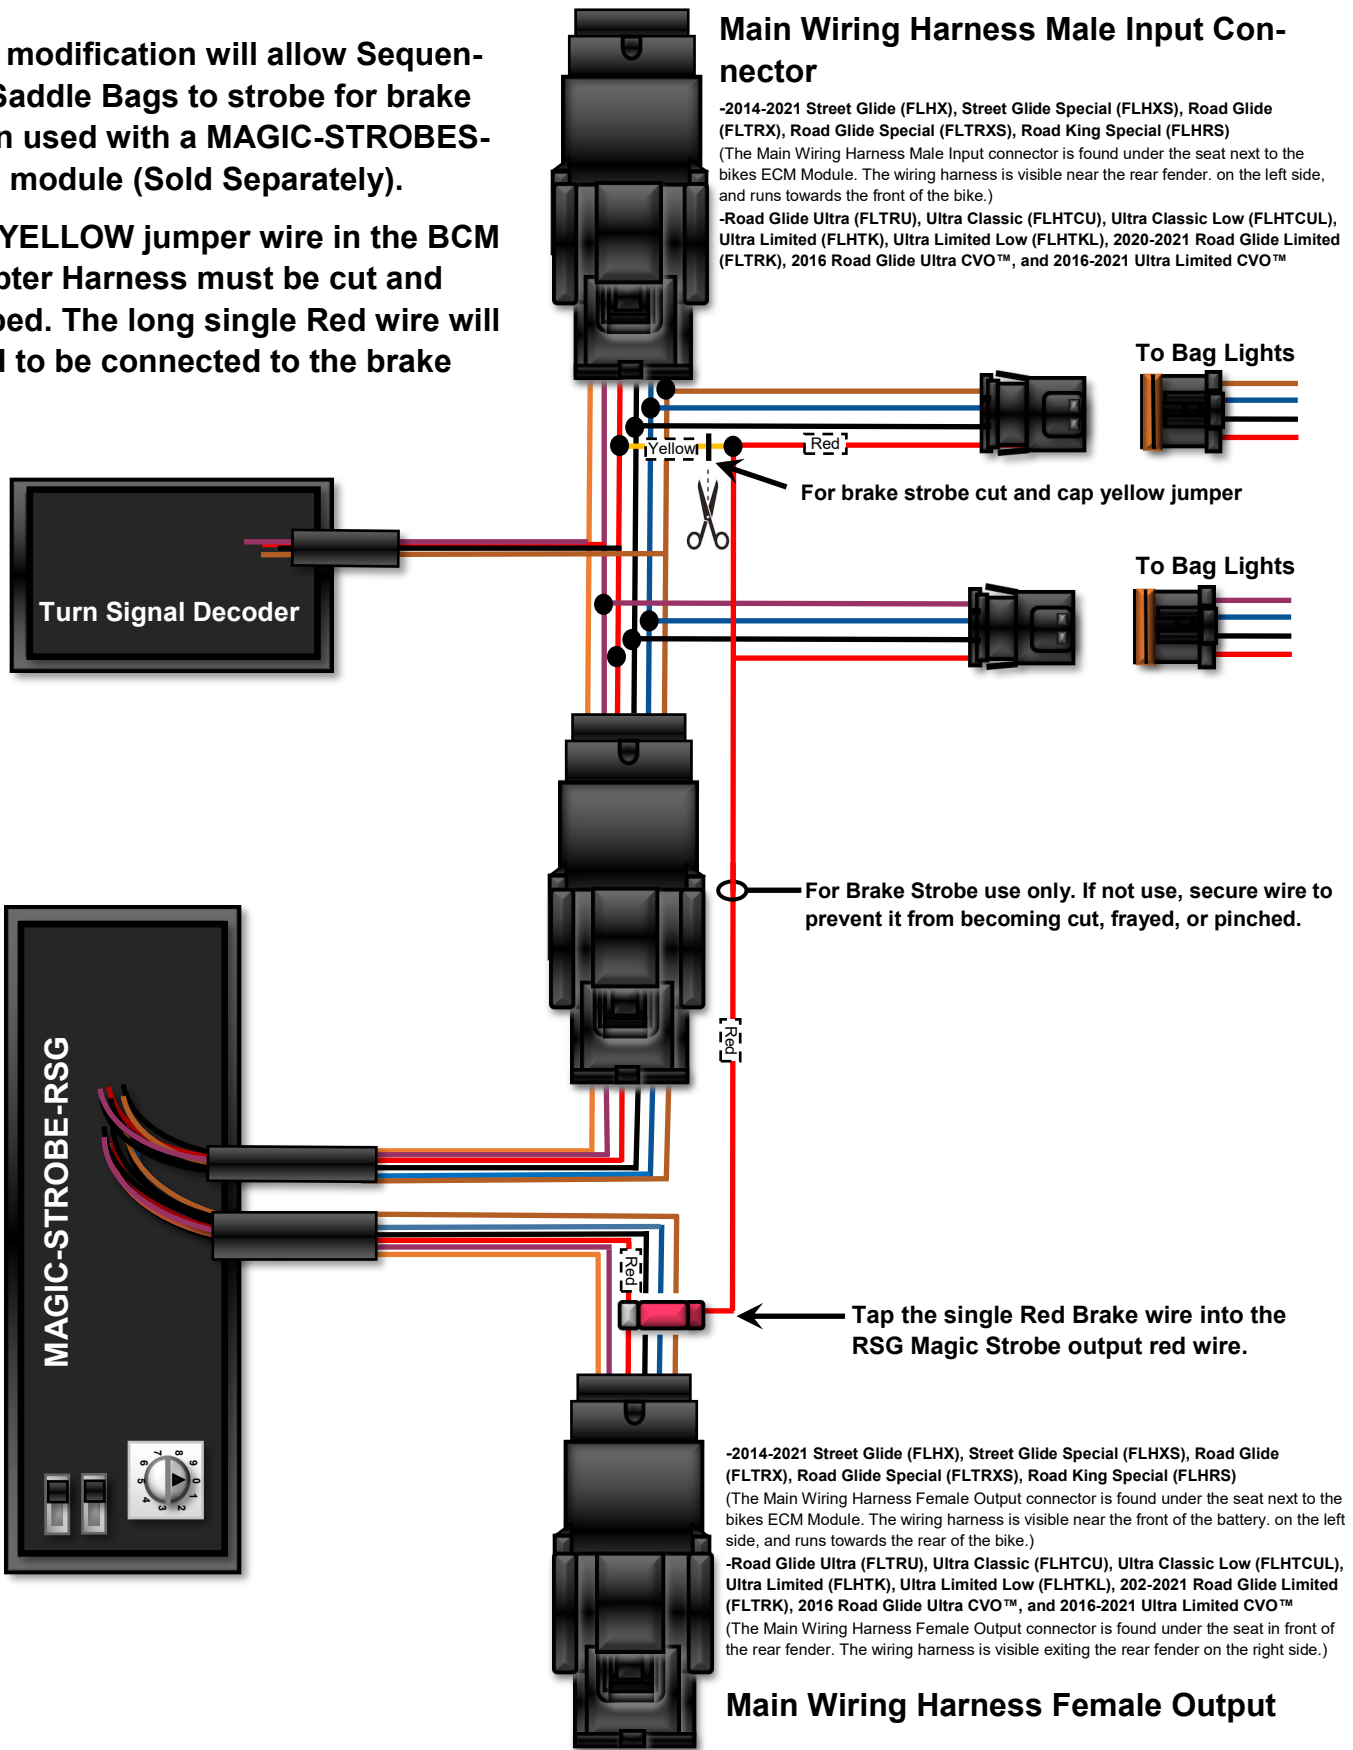 modification will allow Sequen-
Saddle Bags to strobe for brake
n used with a MAGIC-STROBES-
module (Sold Separately).
YELLOW jumper wire in the BCM
pter Harness must be cut and
ped. The long single Red wire will
d to be connected to the brake
Main Wiring Harness Male Input Con-
nector
-2014-2021 Street Glide (FLHX), Street Glide Special (FLHXS), Road Glide
(FLTRX), Road Glide Special (FLTRXS), Road King Special (FLHRS)
(The Main Wiring Harness Male Input connector is found under the seat next to the
bikes ECM Module. The wiring harness is visible near the rear fender. on the left side,
and runs towards the front of the bike.)
-Road Glide Ultra (FLTRU), Ultra Classic (FLHTCU), Ultra Classic Low (FLHTCUL),
Ultra Limited (FLHTK), Ultra Limited Low (FLHTKL), 2020-2021 Road Glide Limited
(FLTRK), 2016 Road Glide Ultra CVO™, and 2016-2021 Ultra Limited CVO™
To Bag Lights
Yellow
Red
For brake strobe cut and cap yellow jumper
To Bag Lights
Turn Signal Decoder
For Brake Strobe use only. If not use, secure wire to
prevent it from becoming cut, frayed, or pinched.
Red
MAGIC-STROBE-RSG
Red
Tap the single Red Brake wire into the
RSG Magic Strobe output red wire.
0 1 2 3 4 5 6 7 8 9
-2014-2021 Street Glide (FLHX), Street Glide Special (FLHXS), Road Glide
(FLTRX), Road Glide Special (FLTRXS), Road King Special (FLHRS)
(The Main Wiring Harness Female Output connector is found under the seat next to the
bikes ECM Module. The wiring harness is visible near the front of the battery. on the left
side, and runs towards the rear of the bike.)
-Road Glide Ultra (FLTRU), Ultra Classic (FLHTCU), Ultra Classic Low (FLHTCUL),
Ultra Limited (FLHTK), Ultra Limited Low (FLHTKL), 202-2021 Road Glide Limited
(FLTRK), 2016 Road Glide Ultra CVO™, and 2016-2021 Ultra Limited CVO™
(The Main Wiring Harness Female Output connector is found under the seat in front of
the rear fender. The wiring harness is visible exiting the rear fender on the right side.)
Main Wiring Harness Female Output